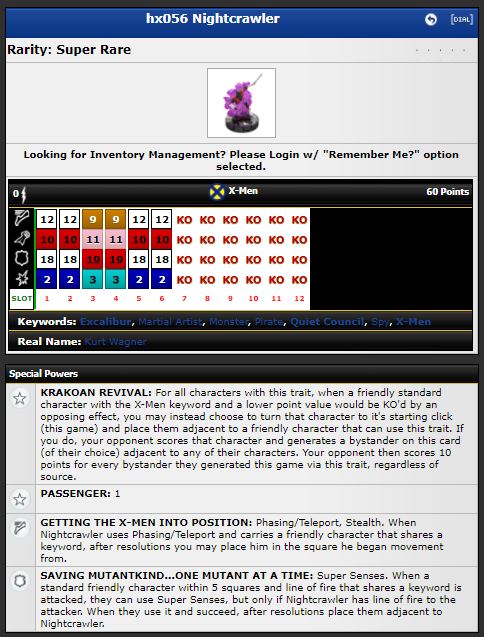 hx056 Nightcrawler
[DIAL]
Rarity: Super Rare
Looking for Inventory Management? Please Login w/ "Remember Me?" option
selected.
0 X-Men 60 Points
12 12 9 9 12 12 KO KO KO KO KO KO
10 10 11 11 10 10 KO KO KO KO KO KO
18 18 19 19 18 18 KO KO KO KO KO KO
2 2 3 3 2 2 KO KO KO KO KO KO
SLOT 1 2 3 4 5 6 7 8 9 10 11 12
Keywords: Excalibur, Martial Artist, Monster, Pirate, Quiet Council, Spy, X-Men
Real Name: Kurt Wagner
Special Powers
KRAKOAN REVIVAL: For all characters with this trait, when a friendly standard
character with the X-Men keyword and a lower point value would be KO'd by an
opposing effect, you may instead choose to turn that character to it's starting click
(this game) and place them adjacent to a friendly character that can use this trait. If
you do, your opponent scores that character and generates a bystander on this card
(of their choice) adjacent to any of their characters. Your opponent then scores 10
points for every bystander they generated this game via this trait, regardless of
source.
PASSENGER: 1
GETTING THE X-MEN INTO POSITION: Phasing/Teleport, Stealth. When
Nightcrawler uses Phasing/Teleport and carries a friendly character that shares a
keyword, after resolutions you may place him in the square he began movement
from.
SAVING MUTANTKIND...ONE MUTANT AT A TIME: Super Senses. When a
standard friendly character within 5 squares and line of fire that shares a keyword is
attacked, they can use Super Senses, but only if Nightcrawler has line of fire to the
attacker. When they use it and succeed, after resolutions place them adjacent to
Nightcrawler.